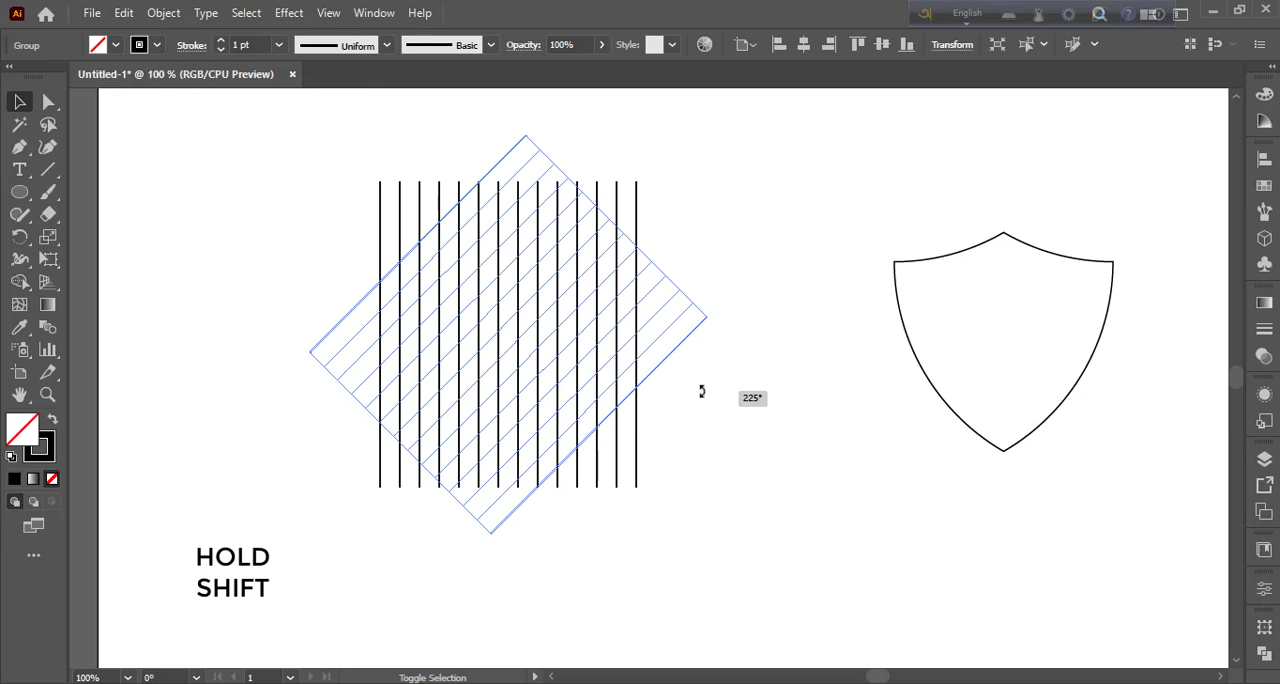 Ai File Edit Object Type Select Effect View Window Help English
Group Stroke: 1 pt Uniform Basic Opacity: 100% Style: Transform
Untitled-1* @ 100 % (RGB/CPU Preview) ×
225°
HOLD
SHIFT
100% 0° 1 Toggle Selection